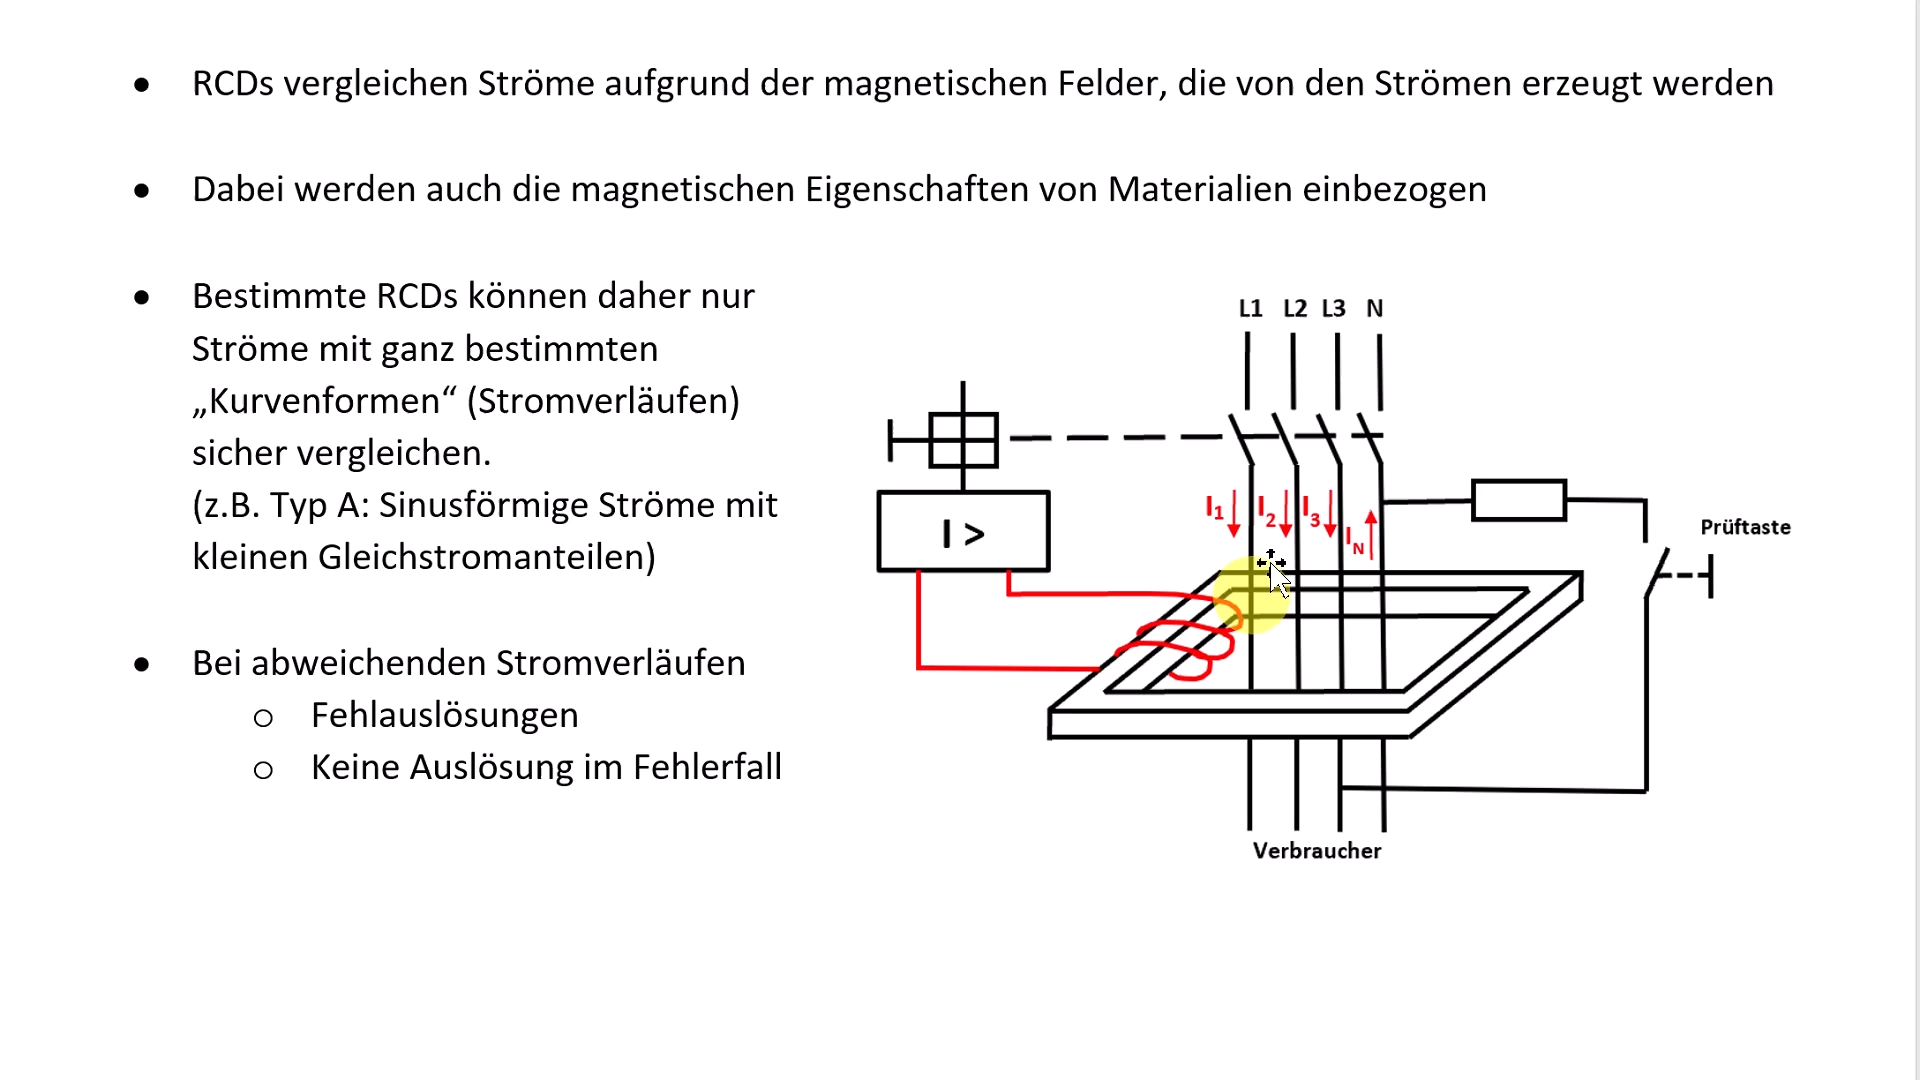 • RCDs vergleichen Ströme aufgrund der magnetischen Felder, die von den Strömen erzeugt werden
• Dabei werden auch die magnetischen Eigenschaften von Materialien einbezogen
• Bestimmte RCDs können daher nur
Ströme mit ganz bestimmten
„Kurvenformen“ (Stromverläufen)
sicher vergleichen.
(z.B. Typ A: Sinusförmige Ströme mit
kleinen Gleichstromanteilen)
• Bei abweichenden Stromverläufen
o Fehlauslösungen
o Keine Auslösung im Fehlerfall
L1 L2 L3 N
I1 I2 I3 IN
I >
Prüftaste
Verbraucher